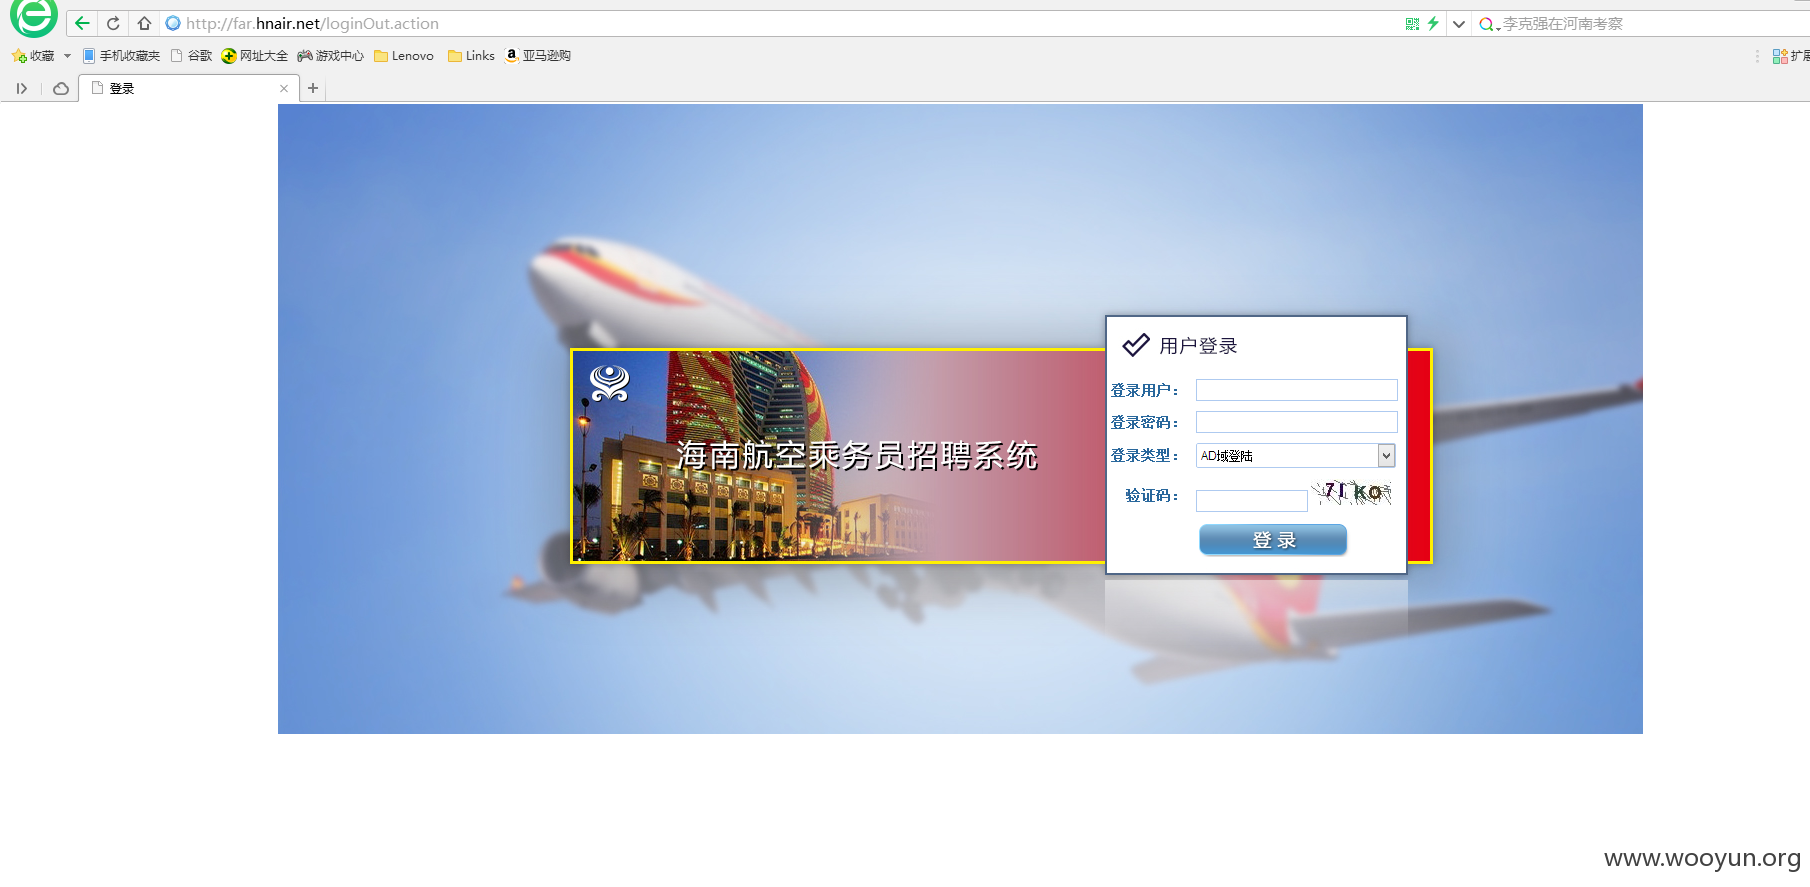 http://far.hnair.net/loginOut.action
李克强在河南考察
收藏 手机收藏夹 谷歌 网址大全 游戏中心 Lenovo Links 亚马逊购
扩展
登录
用户登录
登录用户：
登录密码：
海南航空乘务员招聘系统
登录类型： AD域登陆
验证码： 7IKO
登 录
www.wooyun.org